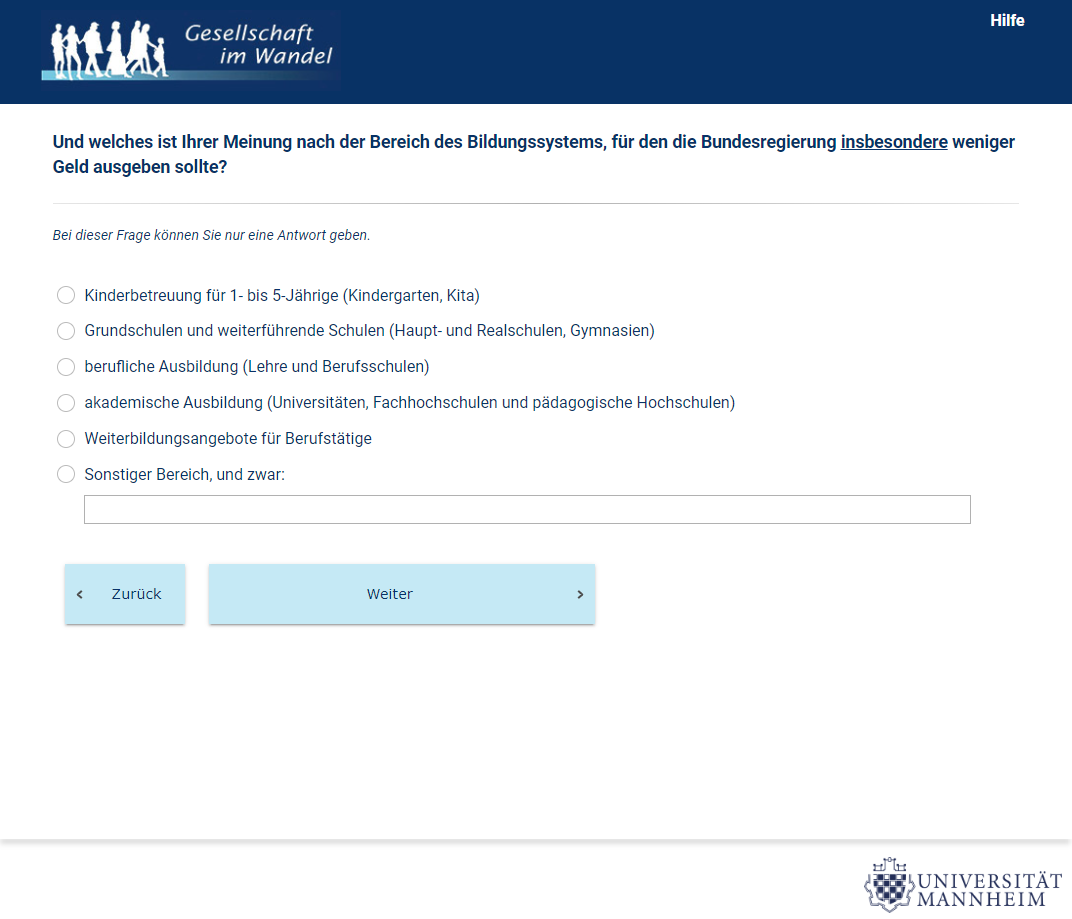 Gesellschaft
im Wandel
Hilfe
Und welches ist Ihrer Meinung nach der Bereich des Bildungssystems, für den die Bundesregierung insbesondere weniger
Geld ausgeben sollte?
Bei dieser Frage können Sie nur eine Antwort geben.
Kinderbetreuung für 1- bis 5-Jährige (Kindergarten, Kita)
Grundschulen und weiterführende Schulen (Haupt- und Realschulen, Gymnasien)
berufliche Ausbildung (Lehre und Berufsschulen)
akademische Ausbildung (Universitäten, Fachhochschulen und pädagogische Hochschulen)
Weiterbildungsangebote für Berufstätige
Sonstiger Bereich, und zwar:
‹ Zurück
Weiter ›
UNIVERSITÄT
MANNHEIM